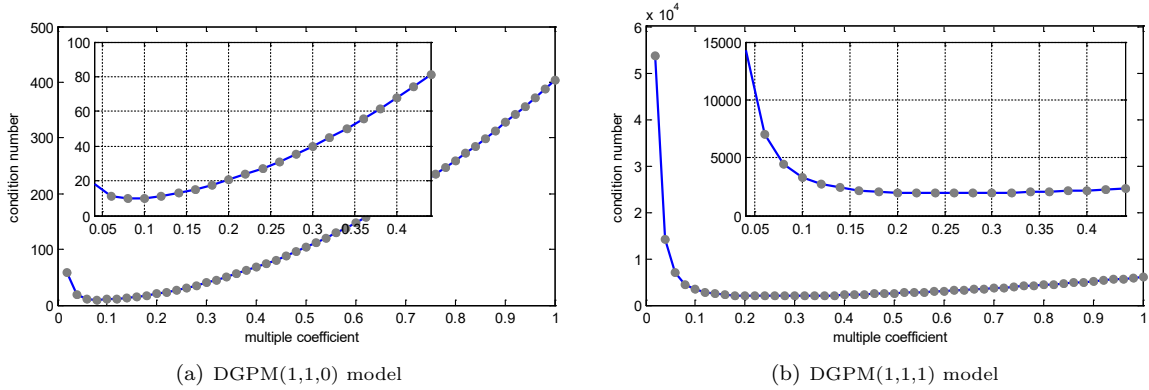 500
400
300
200
100
0
condition number
100
80
60
40
20
0
0.05 0.1 0.15 0.2 0.25 0.3 0.35 0.4
0 0.1 0.2 0.3 0.4 0.5 0.6 0.7 0.8 0.9 1
multiple coefficient
(a) DGPM(1,1,0) model
x 10^4
6
5
4
3
2
1
0
condition number
15000
10000
5000
0
0.05 0.1 0.15 0.2 0.25 0.3 0.35 0.4
0 0.1 0.2 0.3 0.4 0.5 0.6 0.7 0.8 0.9 1
multiple coefficient
(b) DGPM(1,1,1) model